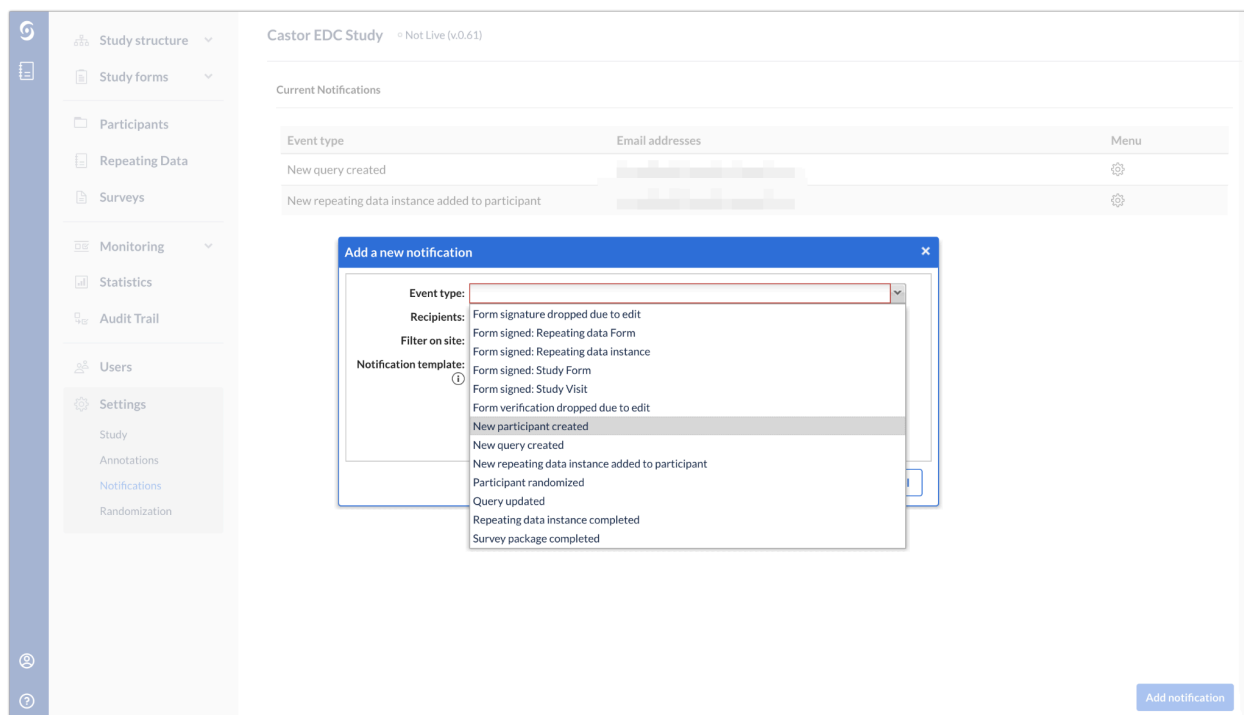 Castor EDC Study Not Live (v.0.61)
Study structure
Study forms
Participants
Repeating Data
Surveys
Monitoring
Statistics
Audit Trail
Users
Settings
Study
Annotations
Notifications
Randomization
Current Notifications
Event type Email addresses Menu
New query created
New repeating data instance added to participant
Add a new notification
Event type:
Recipients:
Filter on site:
Notification template:
Form signature dropped due to edit
Form signed: Repeating data Form
Form signed: Repeating data instance
Form signed: Study Form
Form signed: Study Visit
Form verification dropped due to edit
New participant created
New query created
New repeating data instance added to participant
Participant randomized
Query updated
Repeating data instance completed
Survey package completed
Add notification